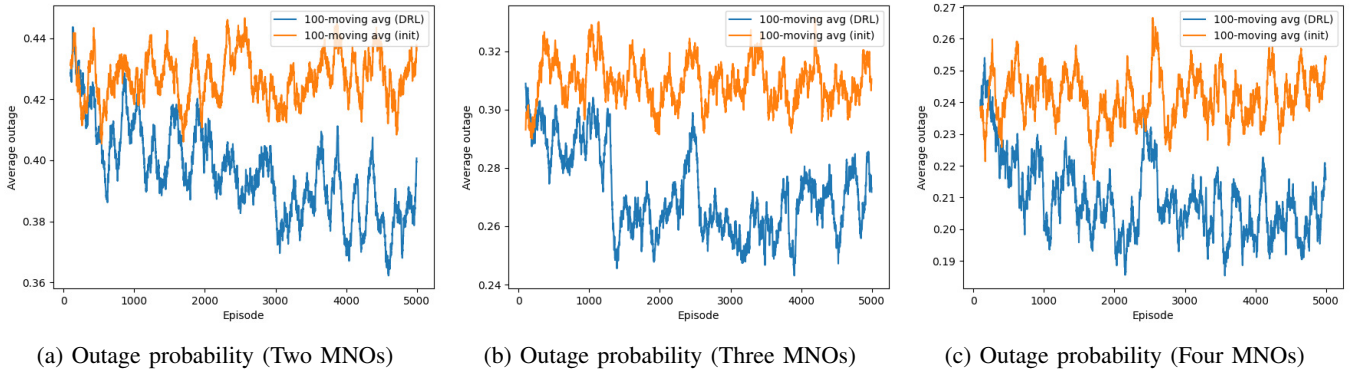 100-moving avg (DRL)
100-moving avg (init)
0.44
0.42
0.40
0.38
0.36
Average outage
0 1000 2000 3000 4000 5000
Episode
(a) Outage probability (Two MNOs)
100-moving avg (DRL)
100-moving avg (init)
0.32
0.30
0.28
0.26
0.24
Average outage
0 1000 2000 3000 4000 5000
Episode
(b) Outage probability (Three MNOs)
100-moving avg (DRL)
100-moving avg (init)
0.27
0.26
0.25
0.24
0.23
0.22
0.21
0.20
0.19
Average outage
0 1000 2000 3000 4000 5000
Episode
(c) Outage probability (Four MNOs)